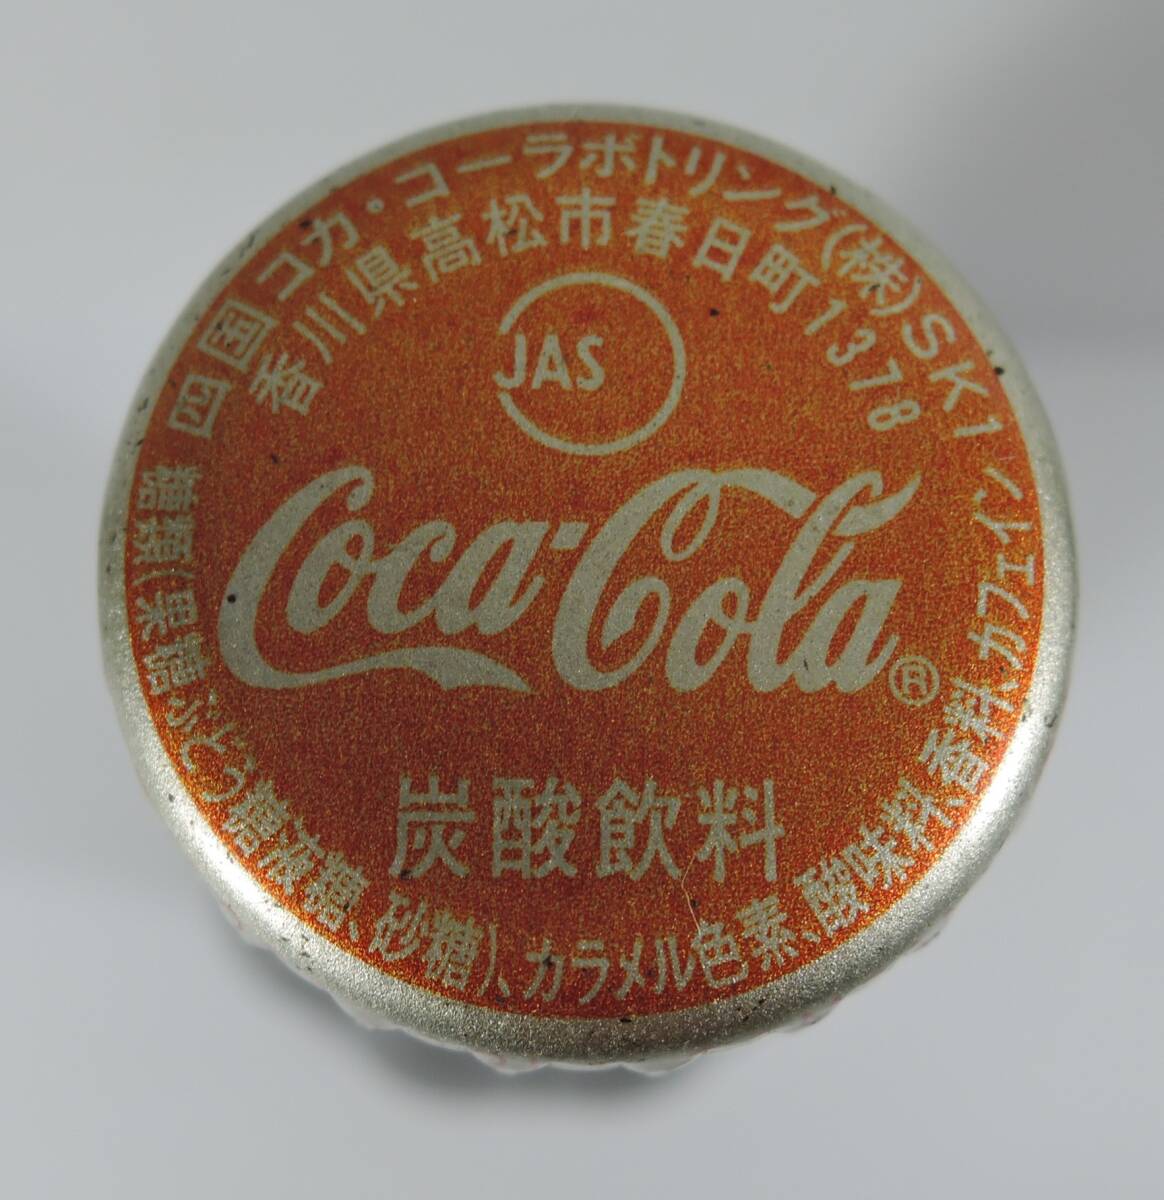 四国コカ・コーラボトリング(株)SK1
香川県高松市春日町1378
JAS
Coca-Cola®
炭酸飲料
糖類(果糖ぶどう糖液糖、砂糖)、カラメル色素、酸味料、香料、カフェイン